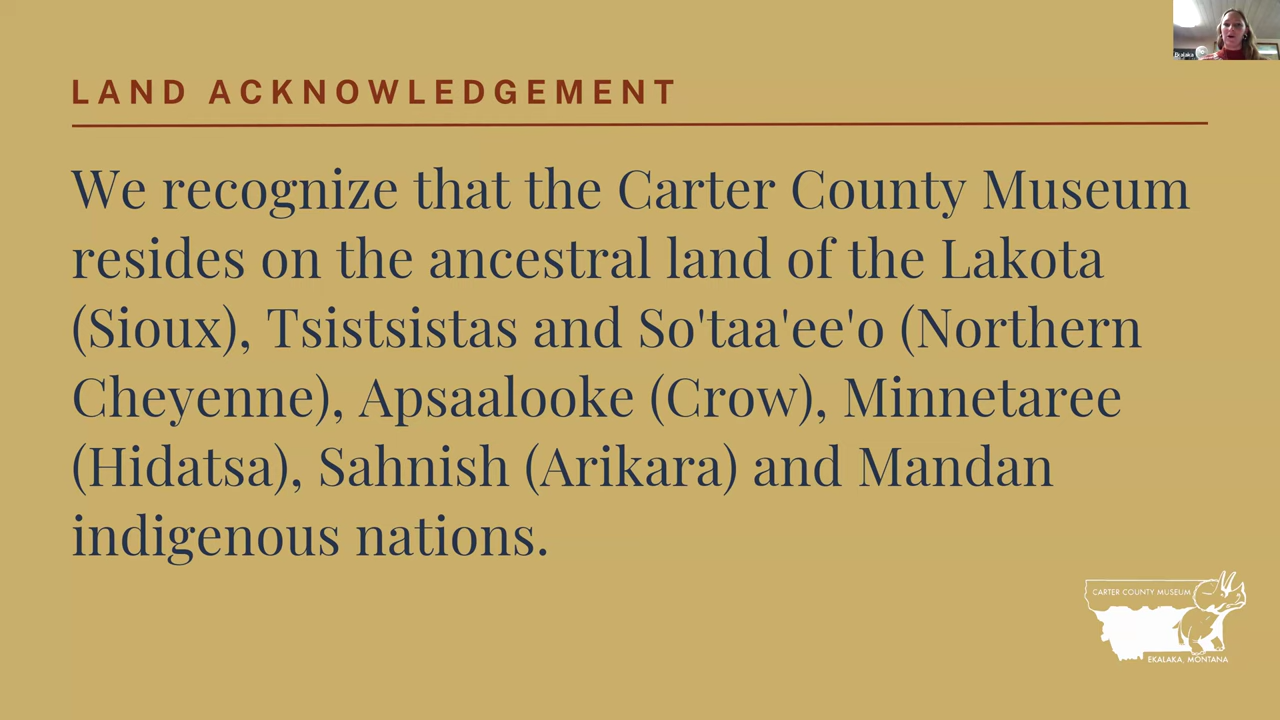 LAND ACKNOWLEDGEMENT
We recognize that the Carter County Museum
resides on the ancestral land of the Lakota
(Sioux), Tsistsistas and So'taa'ee'o (Northern
Cheyenne), Apsaalooke (Crow), Minnetaree
(Hidatsa), Sahnish (Arikara) and Mandan
indigenous nations.
CARTER COUNTY MUSEUM
EKALAKA, MONTANA